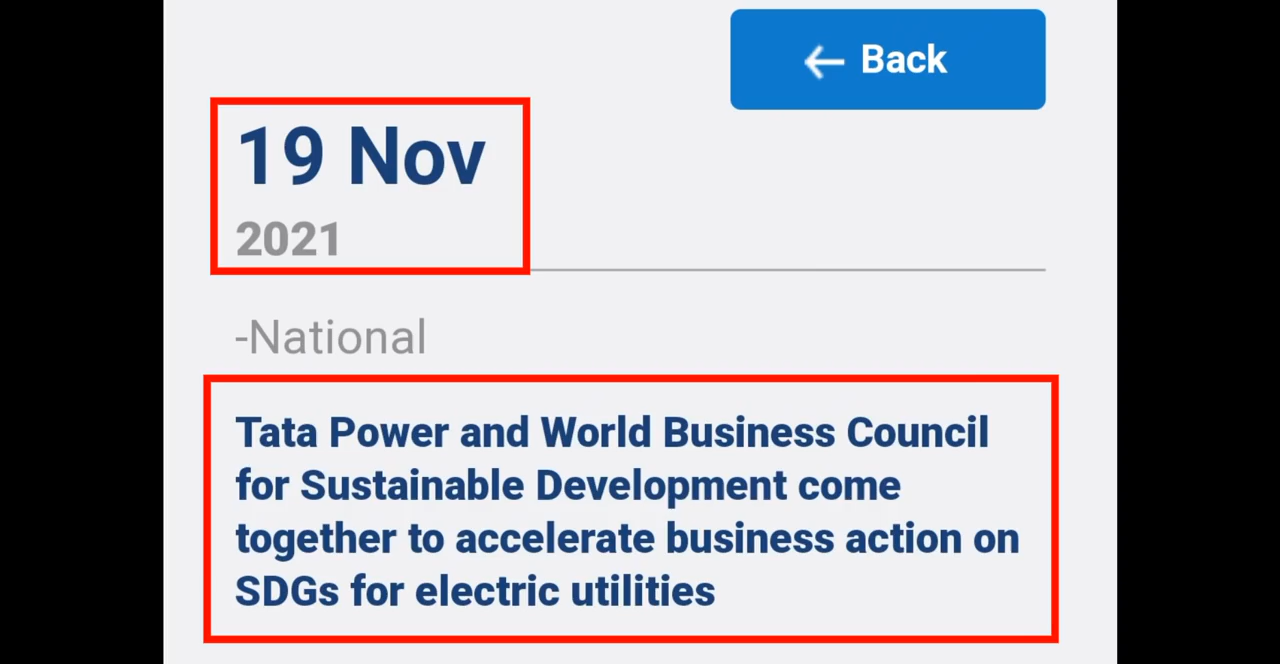 Back
19 Nov
2021
-National
Tata Power and World Business Council
for Sustainable Development come
together to accelerate business action on
SDGs for electric utilities